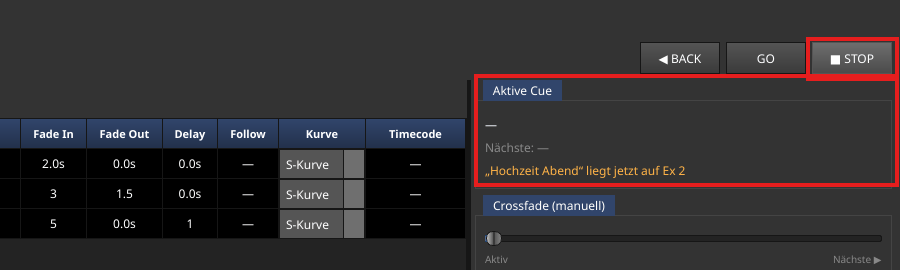 ◀ BACK GO ■ STOP
Aktive Cue
—
Nächste: —
„Hochzeit Abend“ liegt jetzt auf Ex 2
Fade In Fade Out Delay Follow Kurve Timecode
2.0s 0.0s 0.0s — S-Kurve —
3 1.5 0.0s — S-Kurve —
5 0.0s 1 — S-Kurve —
Crossfade (manuell)
Aktiv Nächste ▶